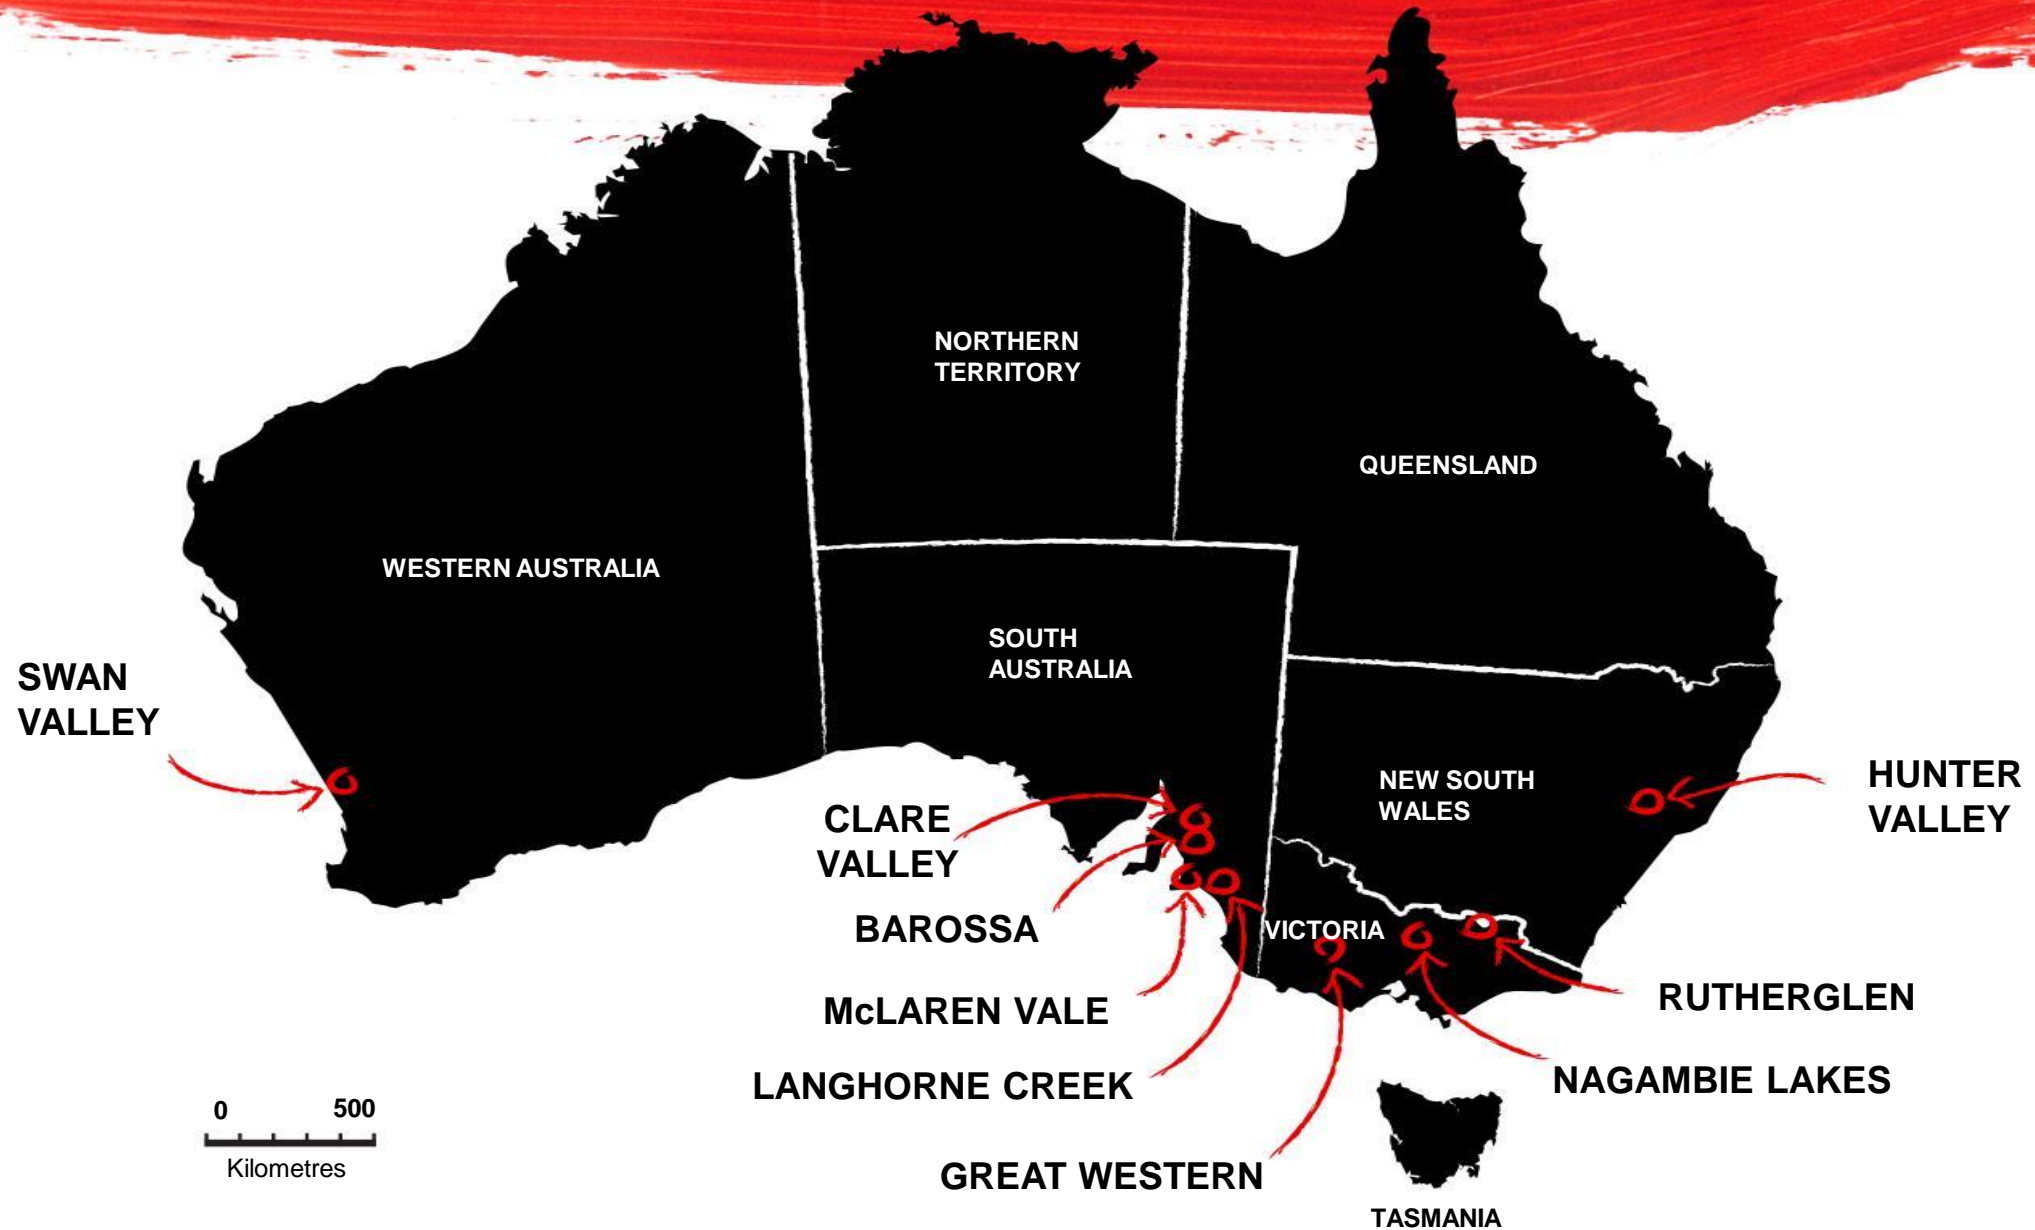 NORTHERN
TERRITORY
QUEENSLAND
WESTERN AUSTRALIA
SOUTH
AUSTRALIA
SWAN
VALLEY
NEW SOUTH
WALES
HUNTER
VALLEY
CLARE
VALLEY
BAROSSA
VICTORIA
McLAREN VALE
RUTHERGLEN
LANGHORNE CREEK
NAGAMBIE LAKES
0 500
Kilometres
GREAT WESTERN
TASMANIA